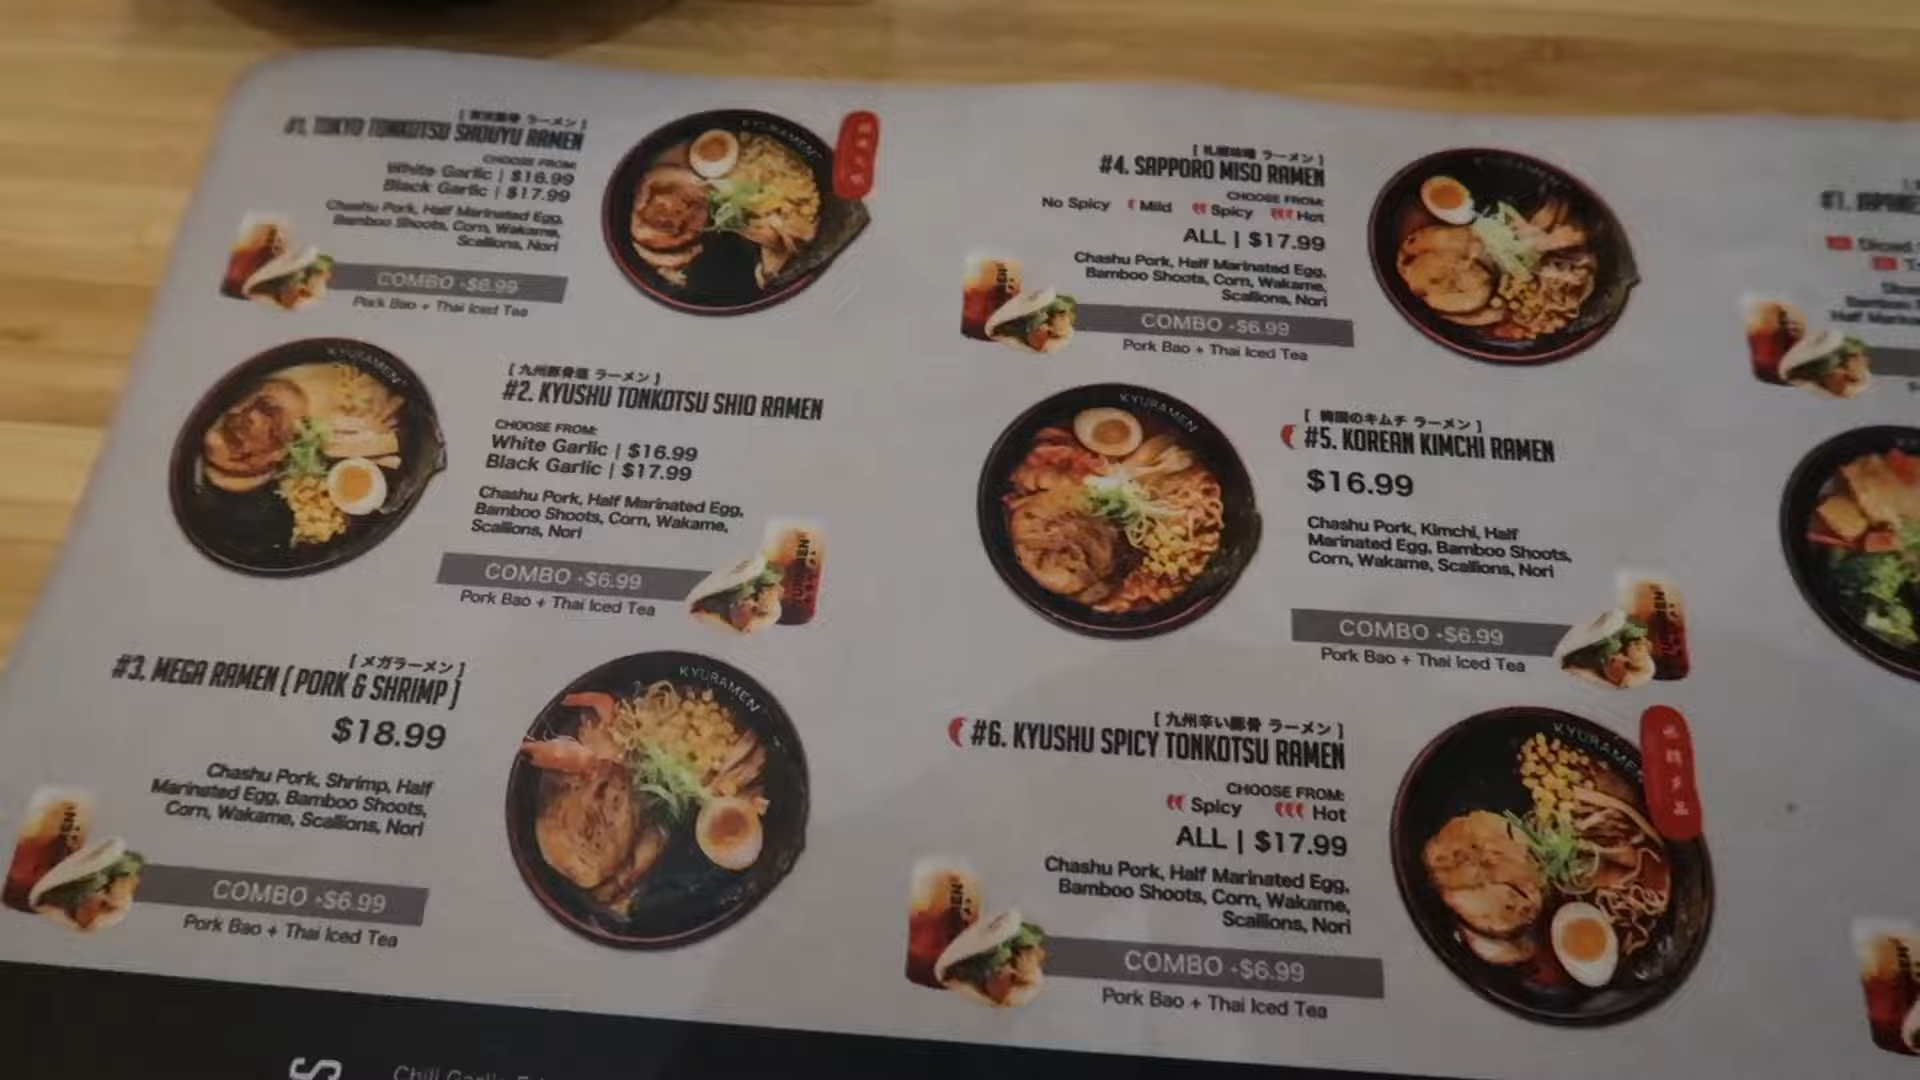 ラーメン ]
#1. TOKYO TONKOTSU SHOUYU RAMEN
CHOOSE FROM:
White Garlic | $16.99
Black Garlic | $17.99
Chashu Pork, Half Marinated Egg,
Bamboo Shoots, Corn, Wakame,
Scallions, Nori
COMBO +$6.99
Pork Bao + Thai Iced Tea
KYURAMEN
[ 九州豚骨塩 ラーメン ]
#2. KYUSHU TONKOTSU SHIO RAMEN
CHOOSE FROM:
White Garlic | $16.99
Black Garlic | $17.99
Chashu Pork, Half Marinated Egg,
Bamboo Shoots, Corn, Wakame,
Scallions, Nori
COMBO +$6.99
Pork Bao + Thai Iced Tea
KYURAMEN
[ メガラーメン ]
#3. MEGA RAMEN ( PORK & SHRIMP )
$18.99
Chashu Pork, Shrimp, Half
Marinated Egg, Bamboo Shoots,
Corn, Wakame, Scallions, Nori
COMBO +$6.99
Pork Bao + Thai Iced Tea
KYURAMEN
[ 札幌味噌 ラーメン ]
#4. SAPPORO MISO RAMEN
CHOOSE FROM:
No Spicy Mild Spicy Hot
ALL | $17.99
Chashu Pork, Half Marinated Egg,
Bamboo Shoots, Corn, Wakame,
Scallions, Nori
COMBO +$6.99
Pork Bao + Thai Iced Tea
[ 韓国のキムチ ラーメン ]
#5. KOREAN KIMCHI RAMEN
$16.99
Chashu Pork, Kimchi, Half
Marinated Egg, Bamboo Shoots,
Corn, Wakame, Scallions, Nori
COMBO +$6.99
Pork Bao + Thai Iced Tea
KYURAMEN
[ 九州辛い豚骨 ラーメン ]
#6. KYUSHU SPICY TONKOTSU RAMEN
CHOOSE FROM:
Spicy Hot
ALL | $17.99
Chashu Pork, Half Marinated Egg,
Bamboo Shoots, Corn, Wakame,
Scallions, Nori
COMBO +$6.99
Pork Bao + Thai Iced Tea
KYURAME
Chili Garlic